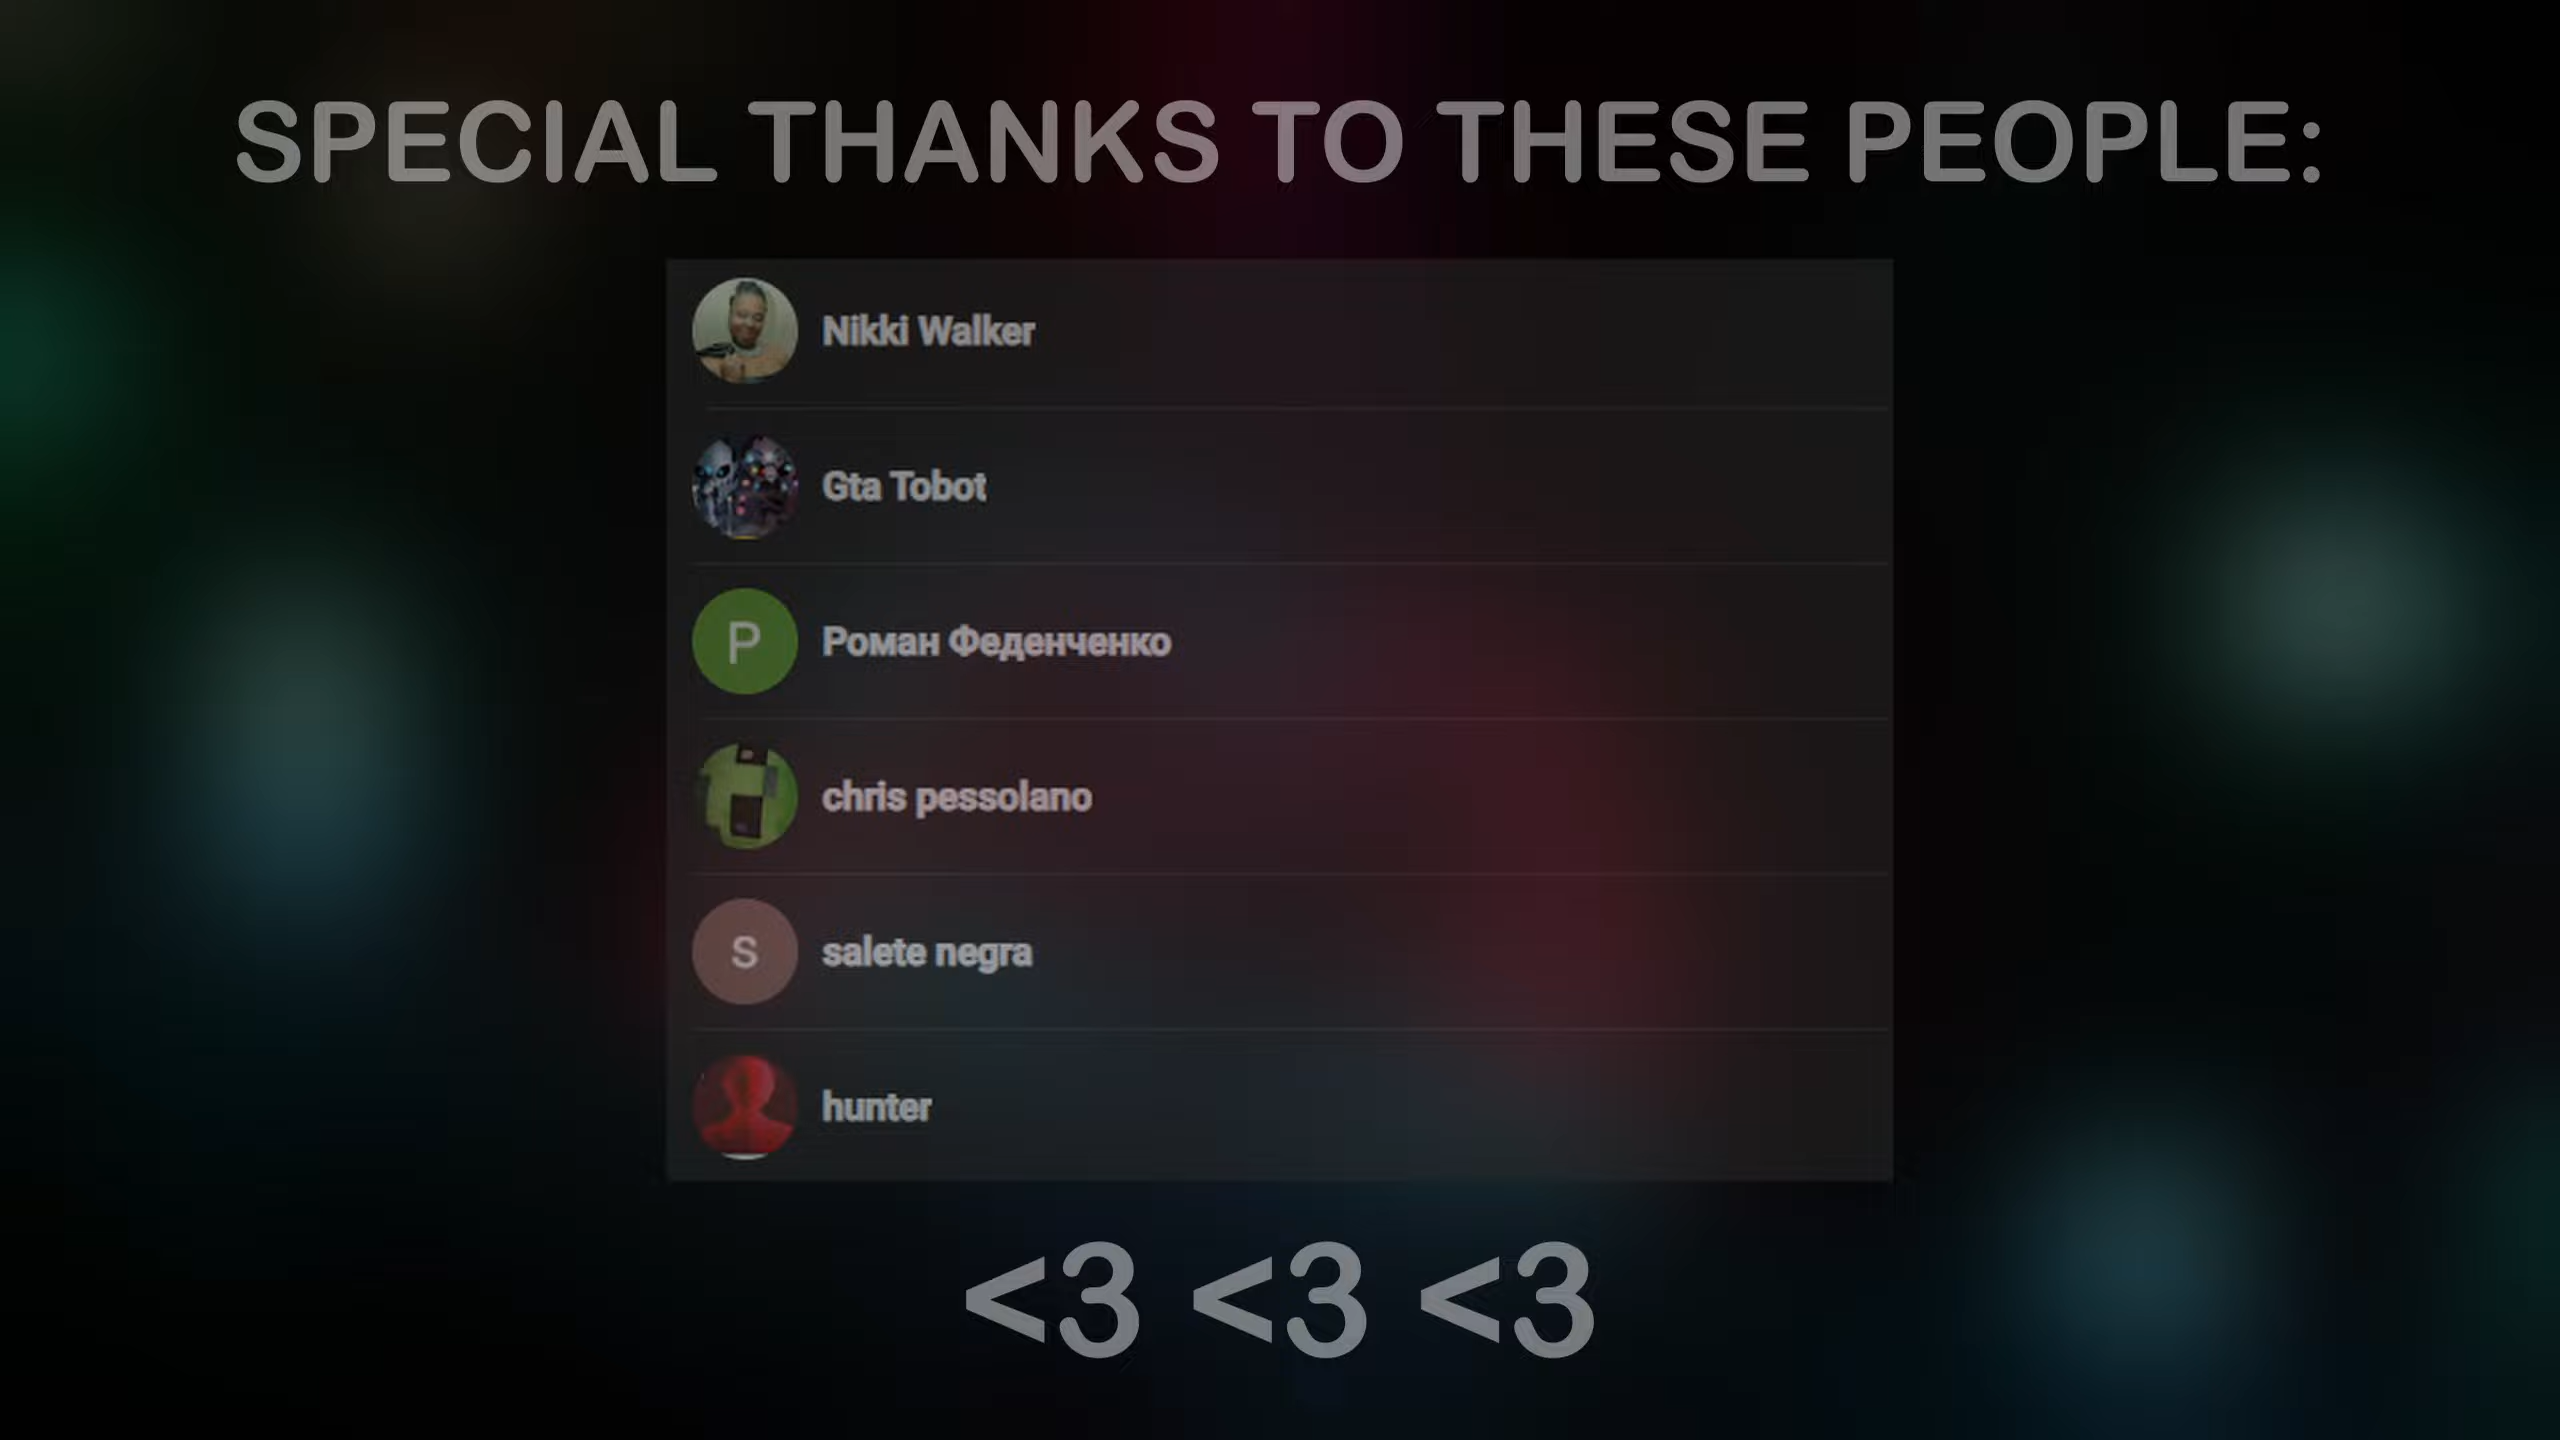 SPECIAL THANKS TO THESE PEOPLE:
Nikki Walker
Gta Tobot
P
Роман Феденченко
chris pessolano
s
salete negra
hunter
<3 <3 <3